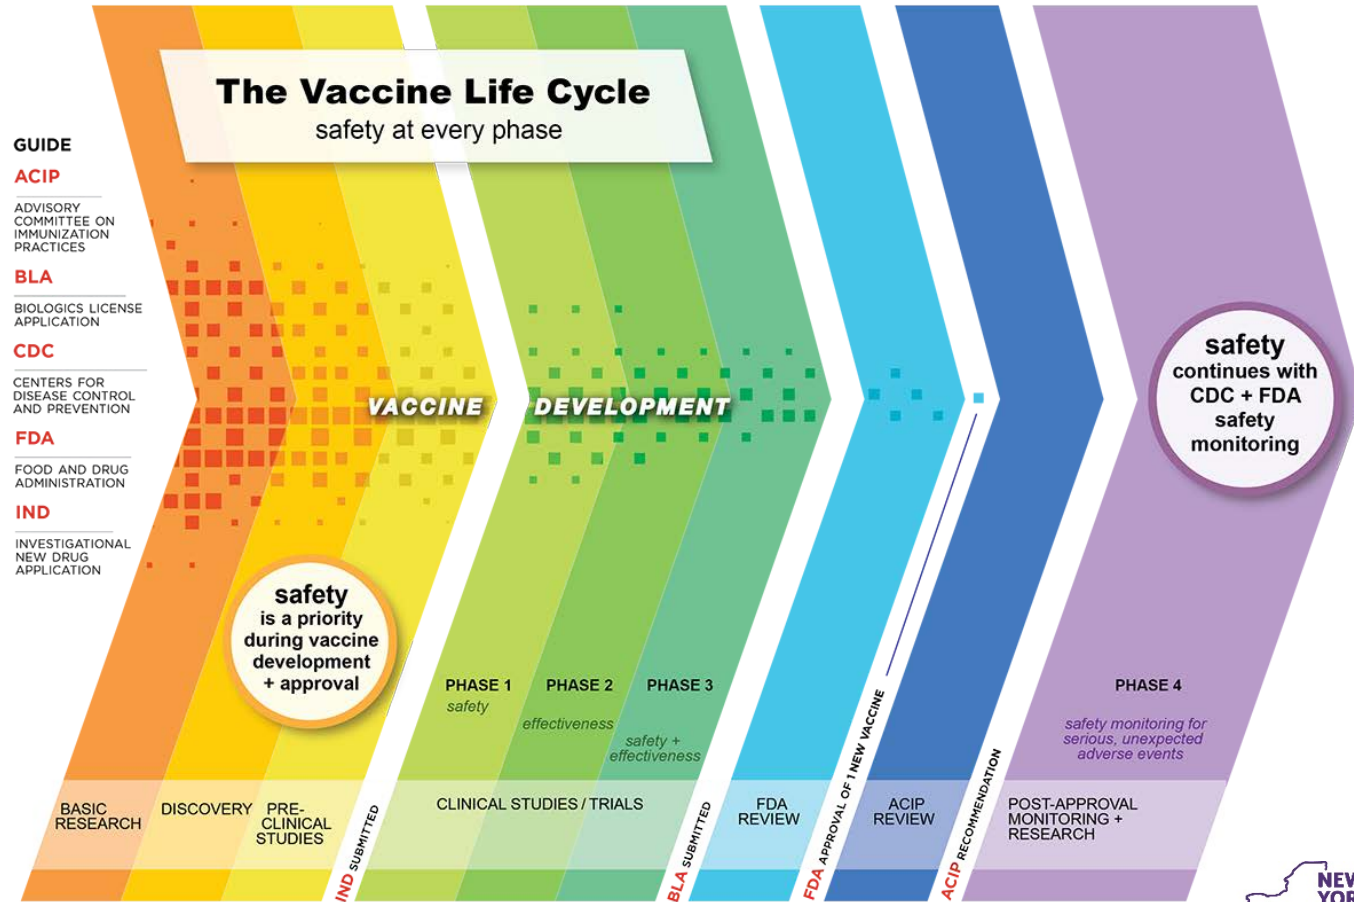 The Vaccine Life Cycle
safety at every phase
GUIDE
ACIP
ADVISORY
COMMITTEE ON
IMMUNIZATION
PRACTICES
BLA
BIOLOGICS LICENSE
APPLICATION
CDC
CENTERS FOR
DISEASE CONTROL
AND PREVENTION
FDA
FOOD AND DRUG
ADMINISTRATION
IND
INVESTIGATIONAL
NEW DRUG
APPLICATION
VACCINE DEVELOPMENT
safety
continues with
CDC + FDA
safety
monitoring
safety
is a priority
during vaccine
development
+ approval
PHASE 1
safety
PHASE 2
effectiveness
PHASE 3
safety +
effectiveness
PHASE 4
safety monitoring for
serious, unexpected
adverse events
BASIC
RESEARCH
DISCOVERY
PRE-
CLINICAL
STUDIES
IND SUBMITTED
CLINICAL STUDIES / TRIALS
BLA SUBMITTED
FDA
REVIEW
FDA APPROVAL OF 1 NEW VACCINE
ACIP
REVIEW
ACIP RECOMMENDATION
POST-APPROVAL
MONITORING +
RESEARCH
NEW
YORK